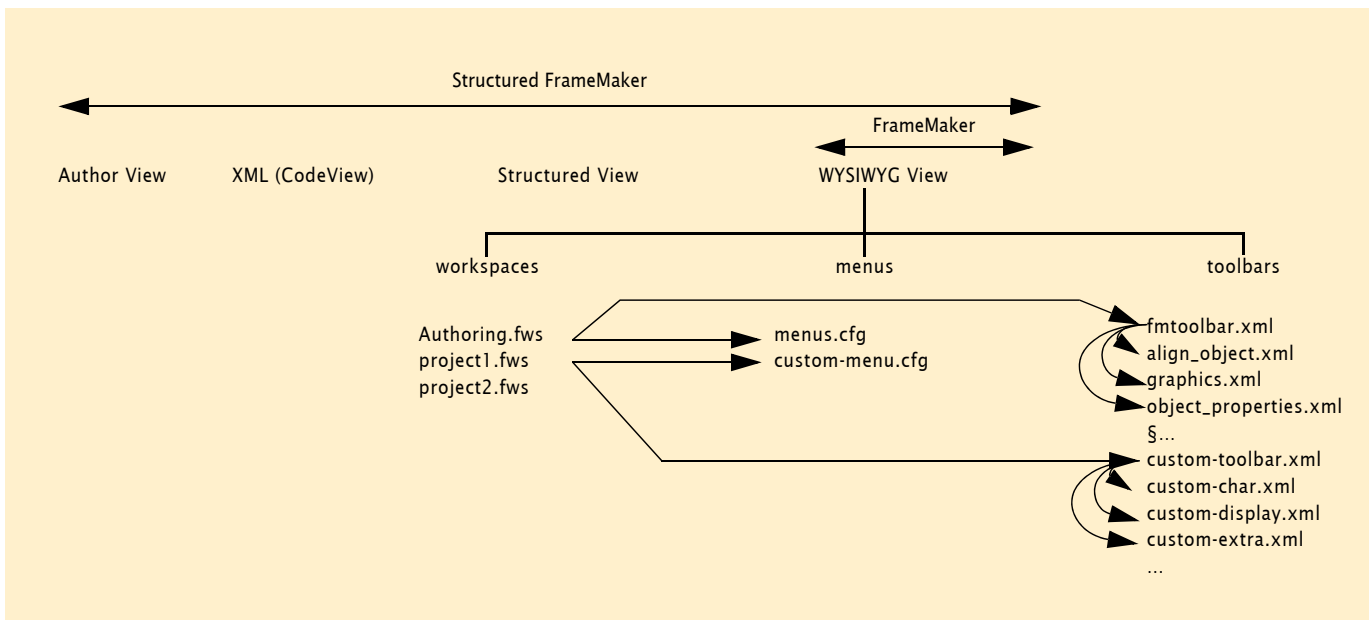 Structured FrameMaker
FrameMaker
Author View
XML (CodeView)
Structured View
WYSIWYG View
workspaces
menus
toolbars
Authoring.fws
project1.fws
project2.fws
menus.cfg
custom-menu.cfg
fmtoolbar.xml
align_object.xml
graphics.xml
object_properties.xml
§...
custom-toolbar.xml
custom-char.xml
custom-display.xml
custom-extra.xml
...